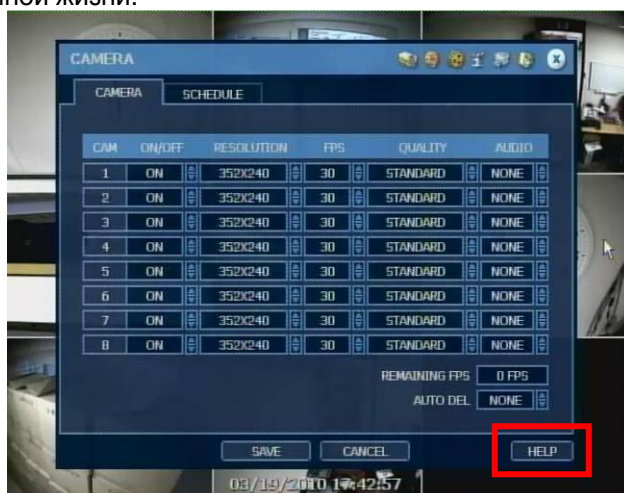 ной жизни.
CAMERA
CAMERA SCHEDULE
CAM ON/OFF RESOLUTION FPS QUALITY AUDIO
1 ON 352X240 30 STANDARD NONE
2 ON 352X240 30 STANDARD NONE
3 ON 352X240 30 STANDARD NONE
4 ON 352X240 30 STANDARD NONE
5 ON 352X240 30 STANDARD NONE
6 ON 352X240 30 STANDARD NONE
7 ON 352X240 30 STANDARD NONE
8 ON 352X240 30 STANDARD NONE
REMAINING FPS 0 FPS
AUTO DEL NONE
SAVE CANCEL HELP
03/19/2010 17:42:57